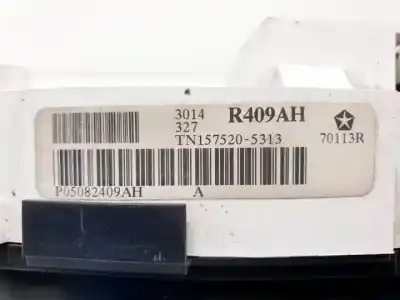 3014 R409AH
327
TN157520-5313 70113R
P05082409AH A